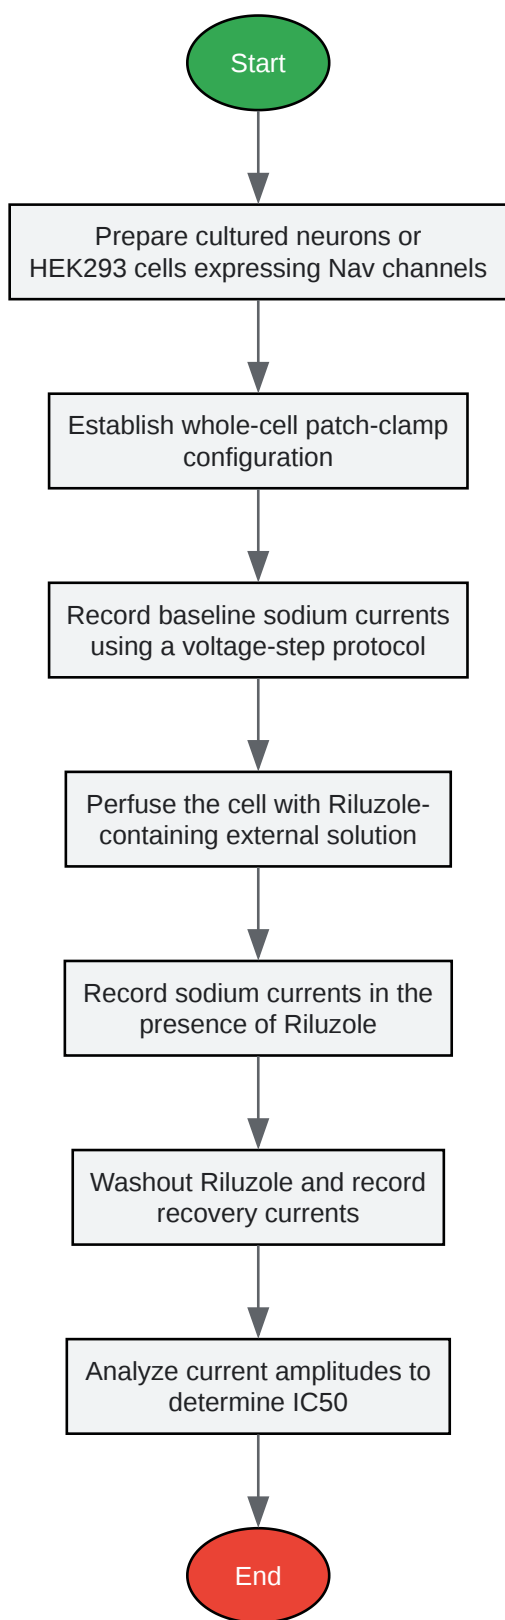 Start
Prepare cultured neurons or
HEK293 cells expressing Nav channels
Establish whole-cell patch-clamp
configuration
Record baseline sodium currents
using a voltage-step protocol
Perfuse the cell with Riluzole-
containing external solution
Record sodium currents in the
presence of Riluzole
Washout Riluzole and record
recovery currents
Analyze current amplitudes to
determine IC50
End